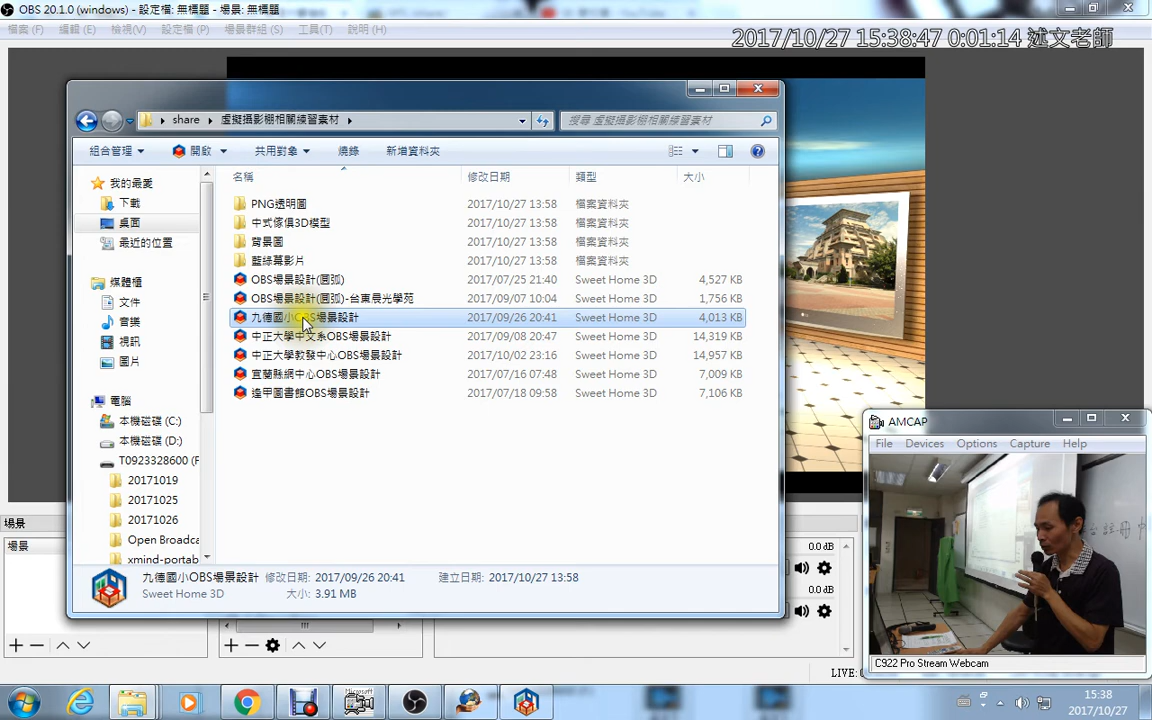 OBS 20.1.0 (windows) - 設定檔: 無標題 - 場景: 無標題
檔案 (F) 編輯 (E) 檢視(V) 設定檔 (P) 場景群組 (S) 工具(T) 說明 (H)
2017/10/27 15:38:47 0:01:14 述文老師
share 虛擬攝影棚相關練習素材
搜尋 虛擬攝影棚相關練習素材
組合管理 開啟 共用對象 燒錄 新增資料夾
名稱 修改日期 類型 大小
我的最愛
下載
桌面
最近的位置
媒體櫃
文件
音樂
視訊
圖片
電腦
本機磁碟 (C:)
本機磁碟 (D:)
T0923328600 (F
20171019
20171025
20171026
Open Broadca
xmind-portab
PNG透明圖 2017/10/27 13:58 檔案資料夾
中式傢俱3D模型 2017/10/27 13:58 檔案資料夾
背景圖 2017/10/27 13:58 檔案資料夾
藍綠幕影片 2017/10/27 13:58 檔案資料夾
OBS場景設計(圓弧) 2017/07/25 21:40 Sweet Home 3D 4,527 KB
OBS場景設計(圓弧)-台東晨光學苑 2017/09/07 10:04 Sweet Home 3D 1,756 KB
九德國小OBS場景設計 2017/09/26 20:41 Sweet Home 3D 4,013 KB
中正大學中文系OBS場景設計 2017/09/08 20:47 Sweet Home 3D 14,319 KB
中正大學教發中心OBS場景設計 2017/10/02 23:16 Sweet Home 3D 14,957 KB
宜蘭縣網中心OBS場景設計 2017/07/16 07:48 Sweet Home 3D 7,009 KB
逢甲圖書館OBS場景設計 2017/07/18 09:58 Sweet Home 3D 7,106 KB
九德國小OBS場景設計 修改日期: 2017/09/26 20:41 建立日期: 2017/10/27 13:58
Sweet Home 3D 大小: 3.91 MB
AMCAP
File Devices Options Capture Help
C922 Pro Stream Webcam
場景
場景
0.0 dB
0.0 dB
LIVE:
15:38
2017/10/27